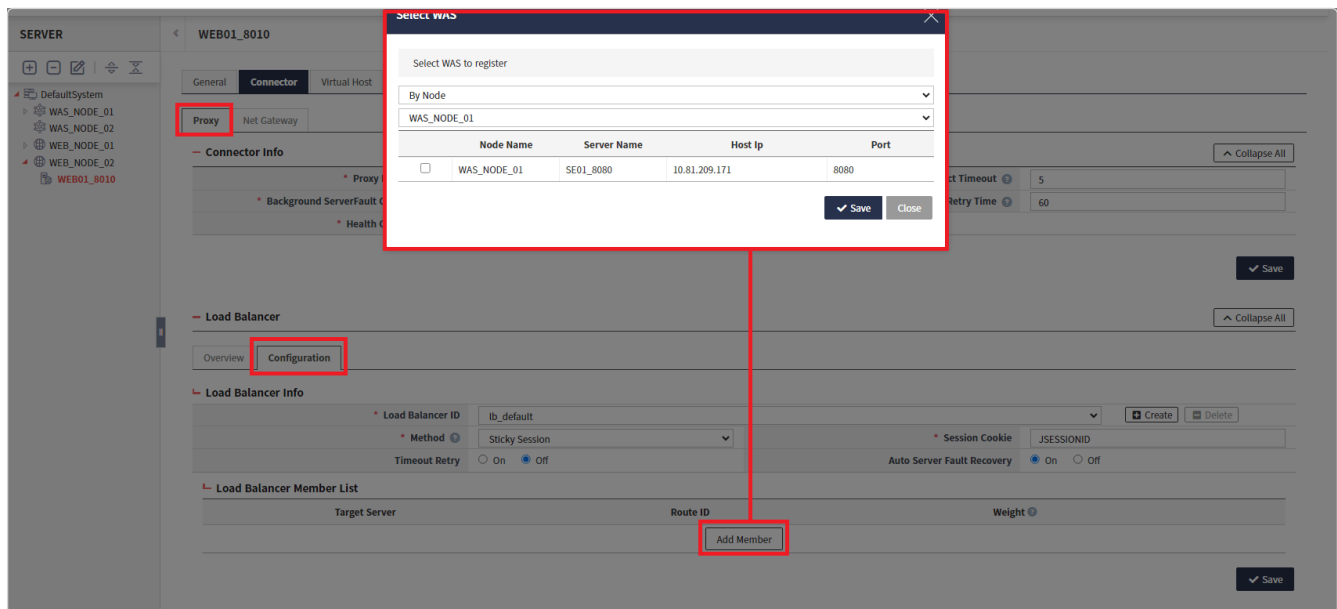 SERVER
WEB01_8010
DefaultSystem
WAS_NODE_01
WAS_NODE_02
WEB_NODE_01
WEB_NODE_02
WEB01_8010
General Connector Virtual Host
Proxy Net Gateway
Connector Info Collapse All
* Proxy ct Timeout 5
* Background ServerFault Retry Time 60
* Health
Save
Select WAS
Select WAS to register
By Node
WAS_NODE_01
Node Name Server Name Host Ip Port
WAS_NODE_01 SE01_8080 10.81.209.171 8080
Save Close
Load Balancer Collapse All
Overview Configuration
Load Balancer Info
* Load Balancer ID lb_default Create Delete
* Method Sticky Session * Session Cookie JSESSIONID
Timeout Retry On Off Auto Server Fault Recovery On Off
Load Balancer Member List
Target Server Route ID Weight
Add Member
Save